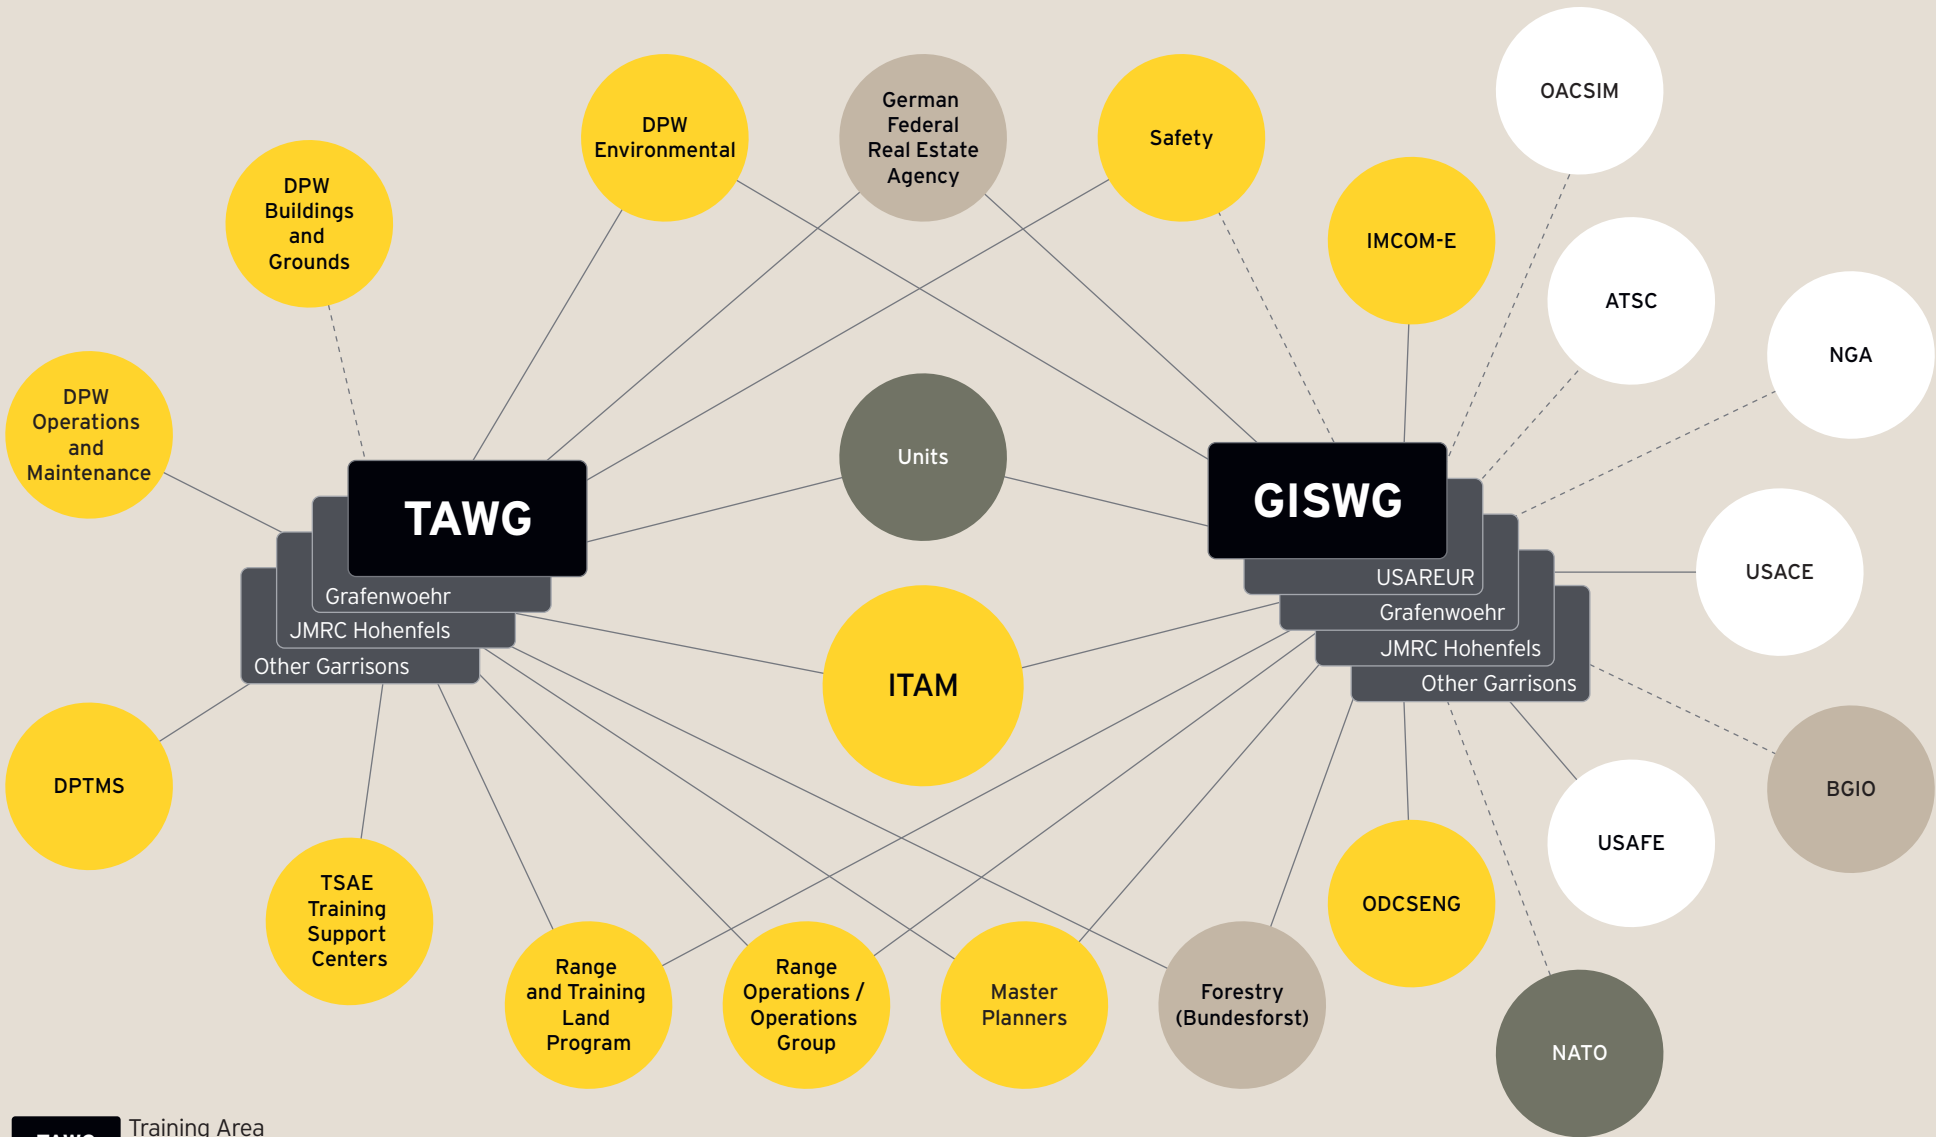 OACSIM
DPW
Environmental
German
Federal
Real Estate
Agency
Safety
DPW
Buildings
and
Grounds
IMCOM-E
ATSC
NGA
DPW
Operations
and
Maintenance
Units
TAWG
Grafenwoehr
JMRC Hohenfels
Other Garrisons
GISWG
USAREUR
Grafenwoehr
JMRC Hohenfels
Other Garrisons
USACE
ITAM
DPTMS
BGIO
USAFE
TSAE
Training
Support
Centers
ODCSENG
Range
and Training
Land
Program
Range
Operations /
Operations
Group
Master
Planners
Forestry
(Bundesforst)
NATO
TAWG
Training Area